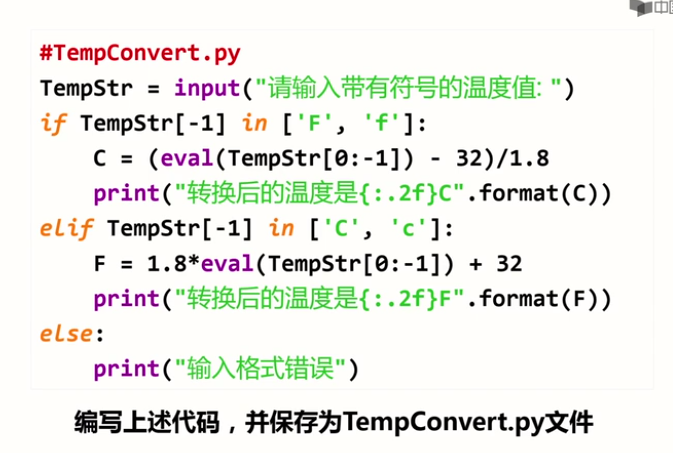 中国
#TempConvert.py
TempStr = input("请输入带有符号的温度值: ")
if TempStr[-1] in ['F', 'f']:
    C = (eval(TempStr[0:-1]) - 32)/1.8
    print("转换后的温度是{:.2f}C".format(C))
elif TempStr[-1] in ['C', 'c']:
    F = 1.8*eval(TempStr[0:-1]) + 32
    print("转换后的温度是{:.2f}F".format(F))
else:
    print("输入格式错误")
编写上述代码，并保存为TempConvert.py文件